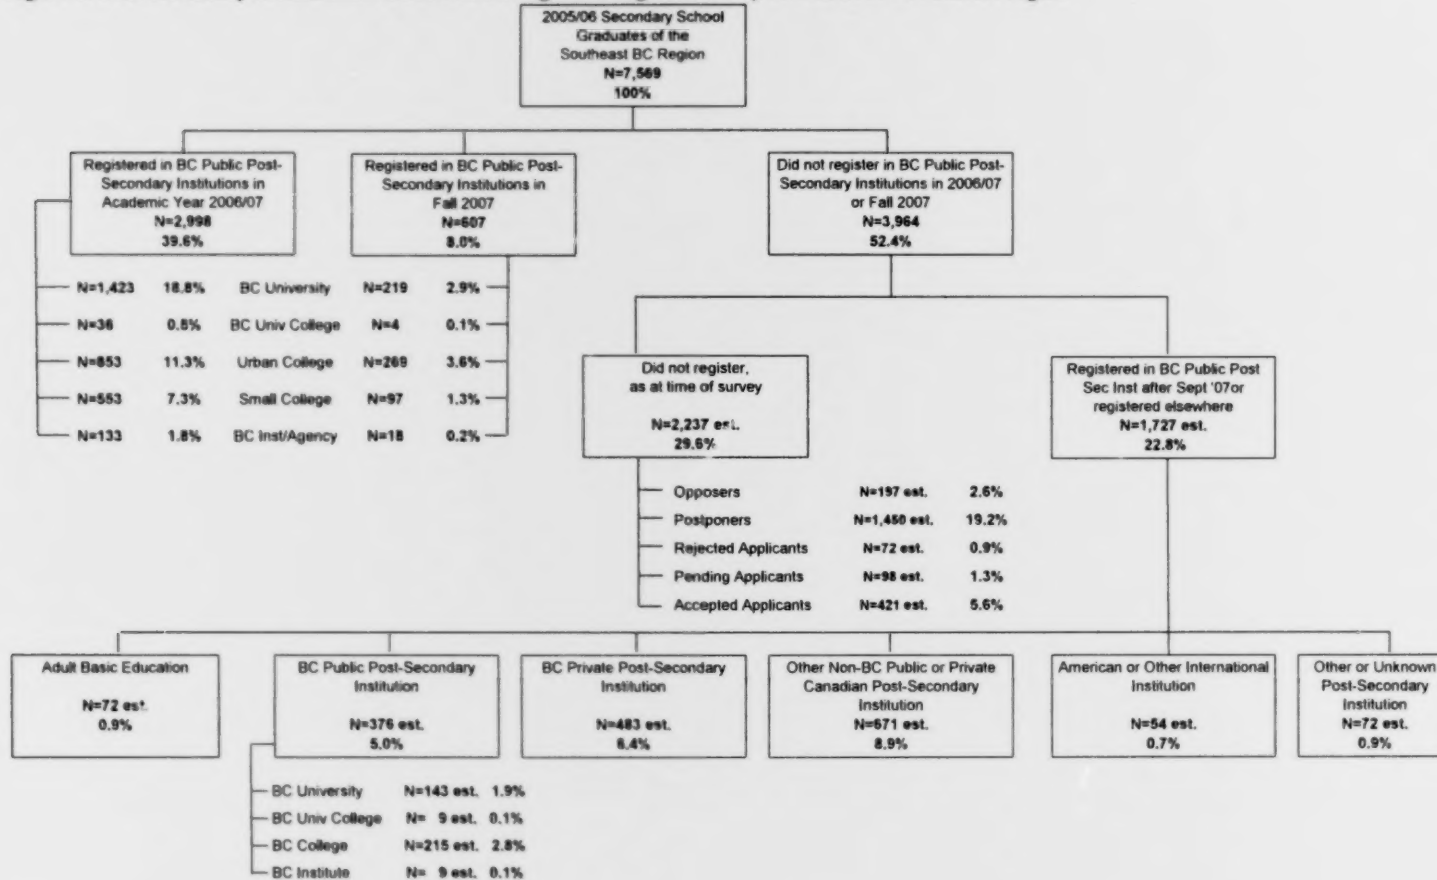 2005/06 Secondary School
Graduates of the
Southeast BC Region
N=7,569
100%
Registered in BC Public Post-
Secondary Institutions in
Academic Year 2006/07
N=2,998
39.6%
Registered in BC Public Post-
Secondary Institutions in
Fall 2007
N=607
8.0%
Did not register in BC Public Post-
Secondary Institutions in 2006/07
or Fall 2007
N=3,964
52.4%
N=1,423 18.8% BC University N=219 2.9%
N=36 0.5% BC Univ College N=4 0.1%
N=853 11.3% Urban College N=269 3.6%
N=553 7.3% Small College N=97 1.3%
N=133 1.8% BC Inst/Agency N=18 0.2%
Did not register,
as at time of survey
N=2,237 est.
29.6%
Registered in BC Public Post
Sec Inst after Sept '07or
registered elsewhere
N=1,727 est.
22.8%
Opposers N=197 est. 2.6%
Postponers N=1,450 est. 19.2%
Rejected Applicants N=72 est. 0.9%
Pending Applicants N=98 est. 1.3%
Accepted Applicants N=421 est. 5.6%
Adult Basic Education
N=72 est.
0.9%
BC Public Post-Secondary
Institution
N=376 est.
5.0%
BC Private Post-Secondary
Institution
N=483 est.
6.4%
Other Non-BC Public or Private
Canadian Post-Secondary
Institution
N=671 est.
8.9%
American or Other International
Institution
N=54 est.
0.7%
Other or Unknown
Post-Secondary
Institution
N=72 est.
0.9%
BC University N=143 est. 1.9%
BC Univ College N= 9 est. 0.1%
BC College N=215 est. 2.8%
BC Institute N= 9 est. 0.1%